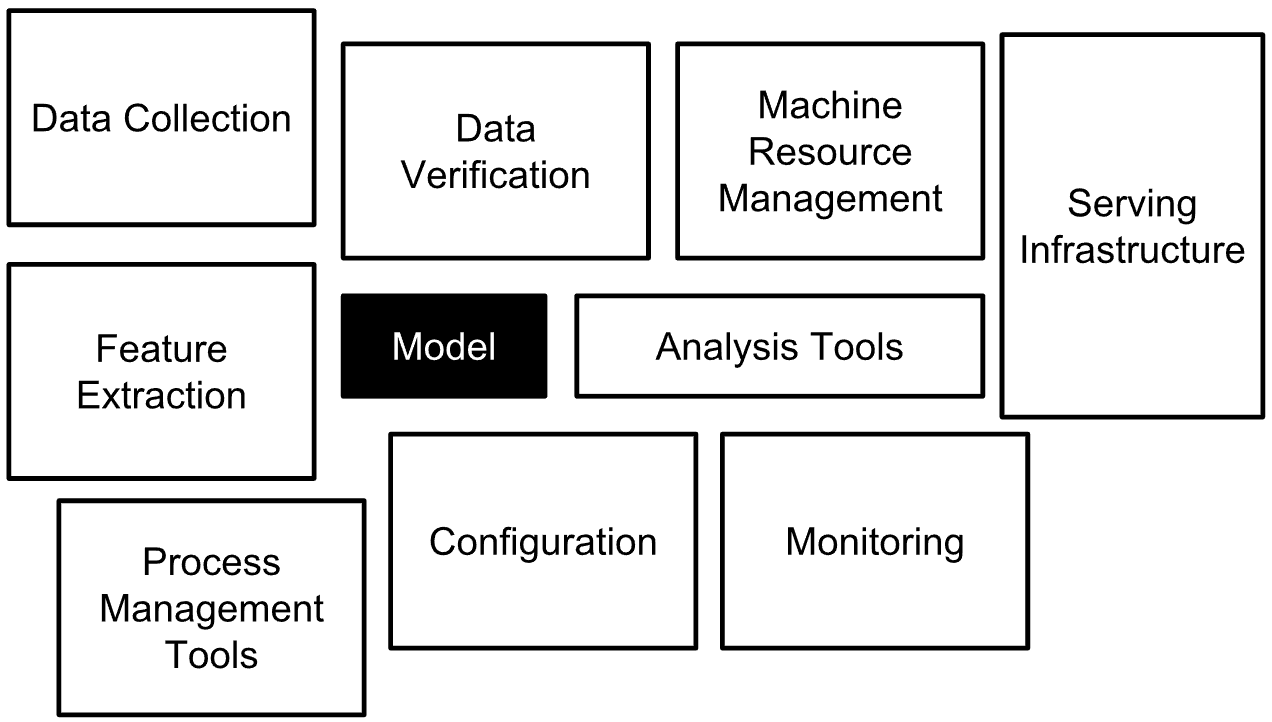 Data Collection
Data
Verification
Machine
Resource
Management
Serving
Infrastructure
Feature
Extraction
Model
Analysis Tools
Process
Management
Tools
Configuration
Monitoring